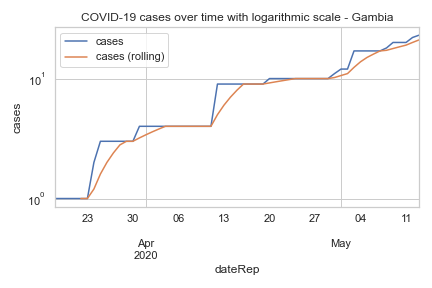 COVID-19 cases over time with logarithmic scale - Gambia
cases
cases (rolling)
10¹
10⁰
cases
23 30 06 13 20 27 04 11
Apr May
2020
dateRep